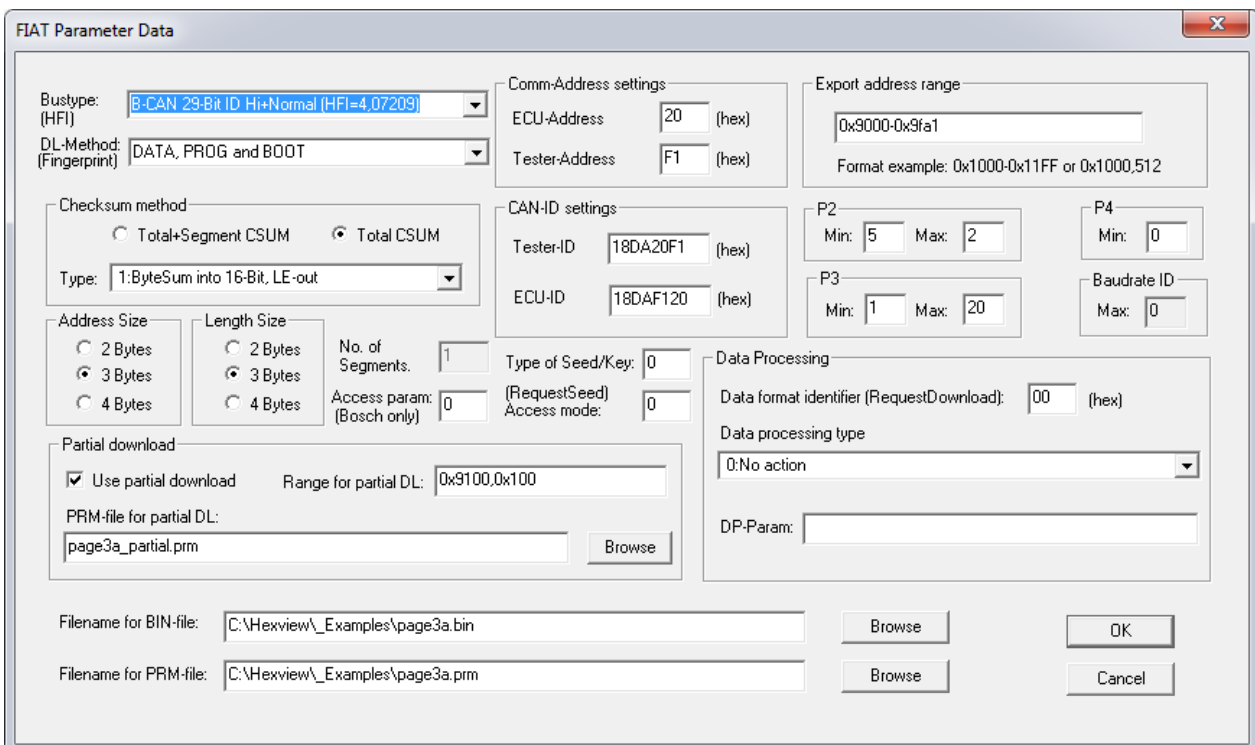 FIAT Parameter Data
Bustype:
(HFI)
B-CAN 29-Bit ID Hi+Normal (HFI=4,07209)
DL-Method:
(Fingerprint)
DATA, PROG and BOOT
Comm-Address settings
ECU-Address 20 (hex)
Tester-Address F1 (hex)
Export address range
0x9000-0x9fa1
Format example: 0x1000-0x11FF or 0x1000,512
Checksum method
Total+Segment CSUM Total CSUM
Type: 1:ByteSum into 16-Bit, LE-out
CAN-ID settings
Tester-ID 18DA20F1 (hex)
ECU-ID 18DAF120 (hex)
P2
Min: 5 Max: 2
P4
Min: 0
P3
Min: 1 Max: 20
Baudrate ID
Max: 0
Address Size
2 Bytes
3 Bytes
4 Bytes
Length Size
2 Bytes
3 Bytes
4 Bytes
No. of
Segments.
1
Access param:
(Bosch only)
0
Type of Seed/Key: 0
(RequestSeed)
Access mode:
0
Data Processing
Data format identifier (RequestDownload): 00 (hex)
Data processing type
0:No action
DP-Param:
Partial download
Use partial download Range for partial DL: 0x9100,0x100
PRM-file for partial DL:
page3a_partial.prm Browse
Filename for BIN-file: C:\Hexview\_Examples\page3a.bin Browse OK
Filename for PRM-file: C:\Hexview\_Examples\page3a.prm Browse Cancel